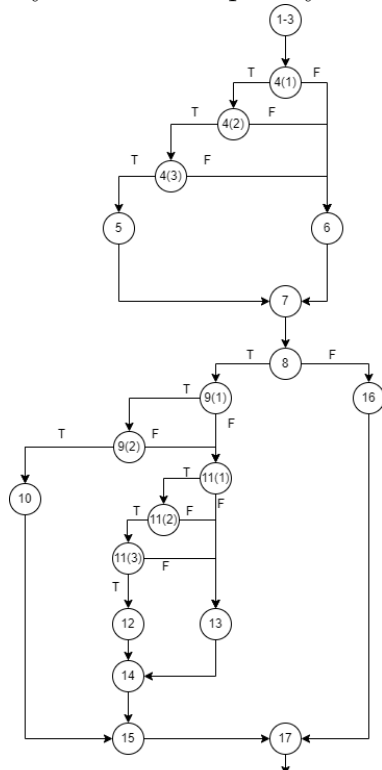 1-3
4(1)
T F
4(2)
T F
4(3)
T F
5 6
7
8
T F
9(1) 16
T F
9(2)
T F
10
11(1)
T F
11(2)
T F
11(3)
T F
12 13
14
15 17